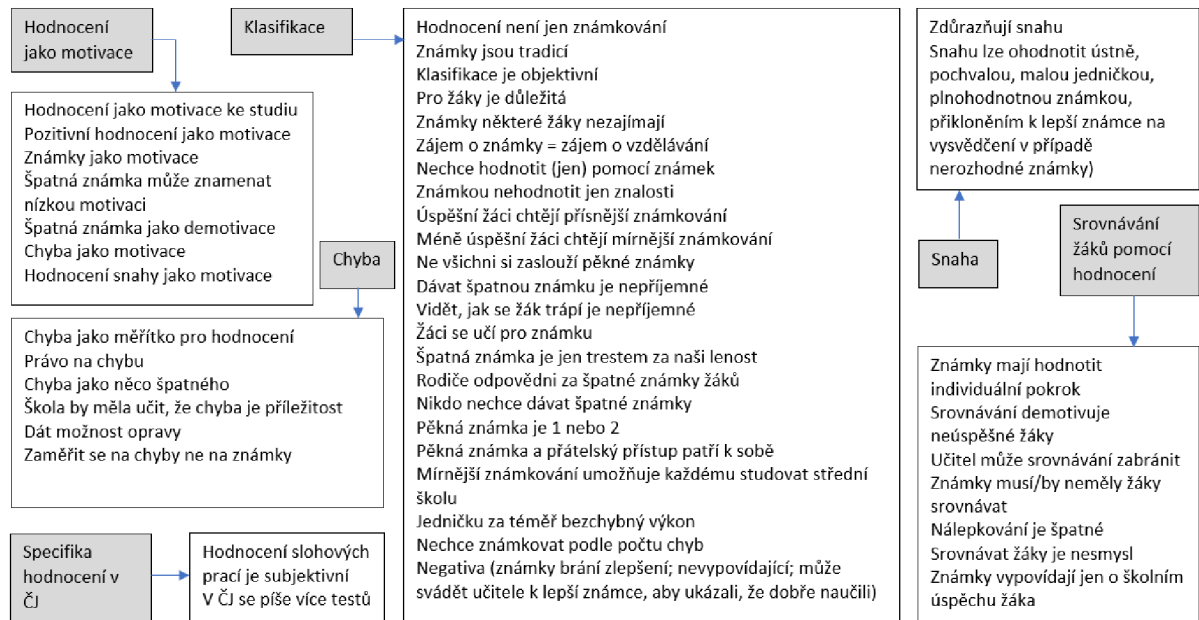 Hodnocení
jako motivace
Hodnocení jako motivace ke studiu
Pozitivní hodnocení jako motivace
Známky jako motivace
Špatná známka může znamenat
nízkou motivaci
Špatná známka jako demotivace
Chyba jako motivace
Hodnocení snahy jako motivace
Chyba
Chyba jako měřítko pro hodnocení
Právo na chybu
Chyba jako něco špatného
Škola by měla učit, že chyba je příležitost
Dát možnost opravy
Zaměřit se na chyby ne na známky
Specifika
hodnocení v
ČJ
Hodnocení slohových
prací je subjektivní
V ČJ se píše více testů
Klasifikace
Hodnocení není jen známkování
Známky jsou tradicí
Klasifikace je objektivní
Pro žáky je důležitá
Známky některé žáky nezajímají
Zájem o známky = zájem o vzdělávání
Nechce hodnotit (jen) pomocí známek
Známkou nehodnotit jen znalosti
Úspěšní žáci chtějí přísnější známkování
Méně úspěšní žáci chtějí mírnější známkování
Ne všichni si zaslouží pěkné známky
Dávat špatnou známku je nepříjemné
Vidět, jak se žák trápí je nepříjemné
Žáci se učí pro známku
Špatná známka je jen trestem za naši lenost
Rodiče odpovědni za špatné známky žáků
Nikdo nechce dávat špatné známky
Pěkná známka je 1 nebo 2
Pěkná známka a přátelský přístup patří k sobě
Mírnější známkování umožňuje každému studovat střední
školu
Jedničku za téměř bezchybný výkon
Nechce známkovat podle počtu chyb
Negativa (známky brání zlepšení; nevypovídající; může
svádět učitele k lepší známce, aby ukázali, že dobře naučili)
Zdůrazňují snahu
Snahu lze ohodnotit ústně,
pochvalou, malou jedničkou,
plnohodnotnou známkou,
přikloněním k lepší známce na
vysvědčení v případě
nerozhodné známky)
Snaha
Srovnávání
žáků pomocí
hodnocení
Známky mají hodnotit
individuální pokrok
Srovnávání demotivuje
neúspěšné žáky
Učitel může srovnávání zabránit
Známky musí/by neměly žáky
srovnávat
Nálepkování je špatné
Srovnávat žáky je nesmysl
Známky vypovídají jen o školním
úspěchu žáka